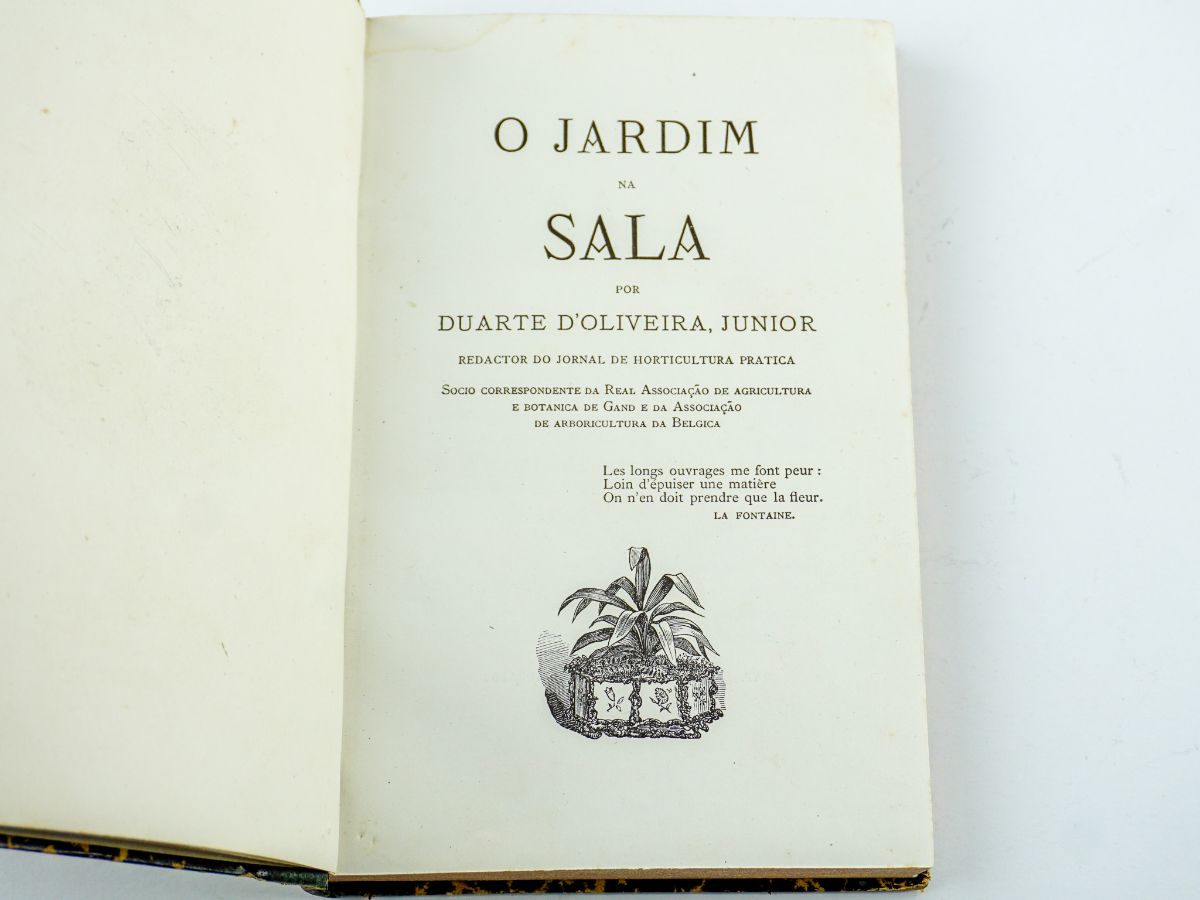 O JARDIM
NA
SALA
POR
DUARTE D'OLIVEIRA, JUNIOR
REDACTOR DO JORNAL DE HORTICULTURA PRATICA
SOCIO CORRESPONDENTE DA REAL ASSOCIAÇÃO DE AGRICULTURA
E BOTANICA DE GAND E DA ASSOCIAÇÃO
DE ARBORICULTURA DA BELGICA
Les longs ouvrages me font peur :
Loin d'épuiser une matière
On n'en doit prendre que la fleur.
LA FONTAINE.